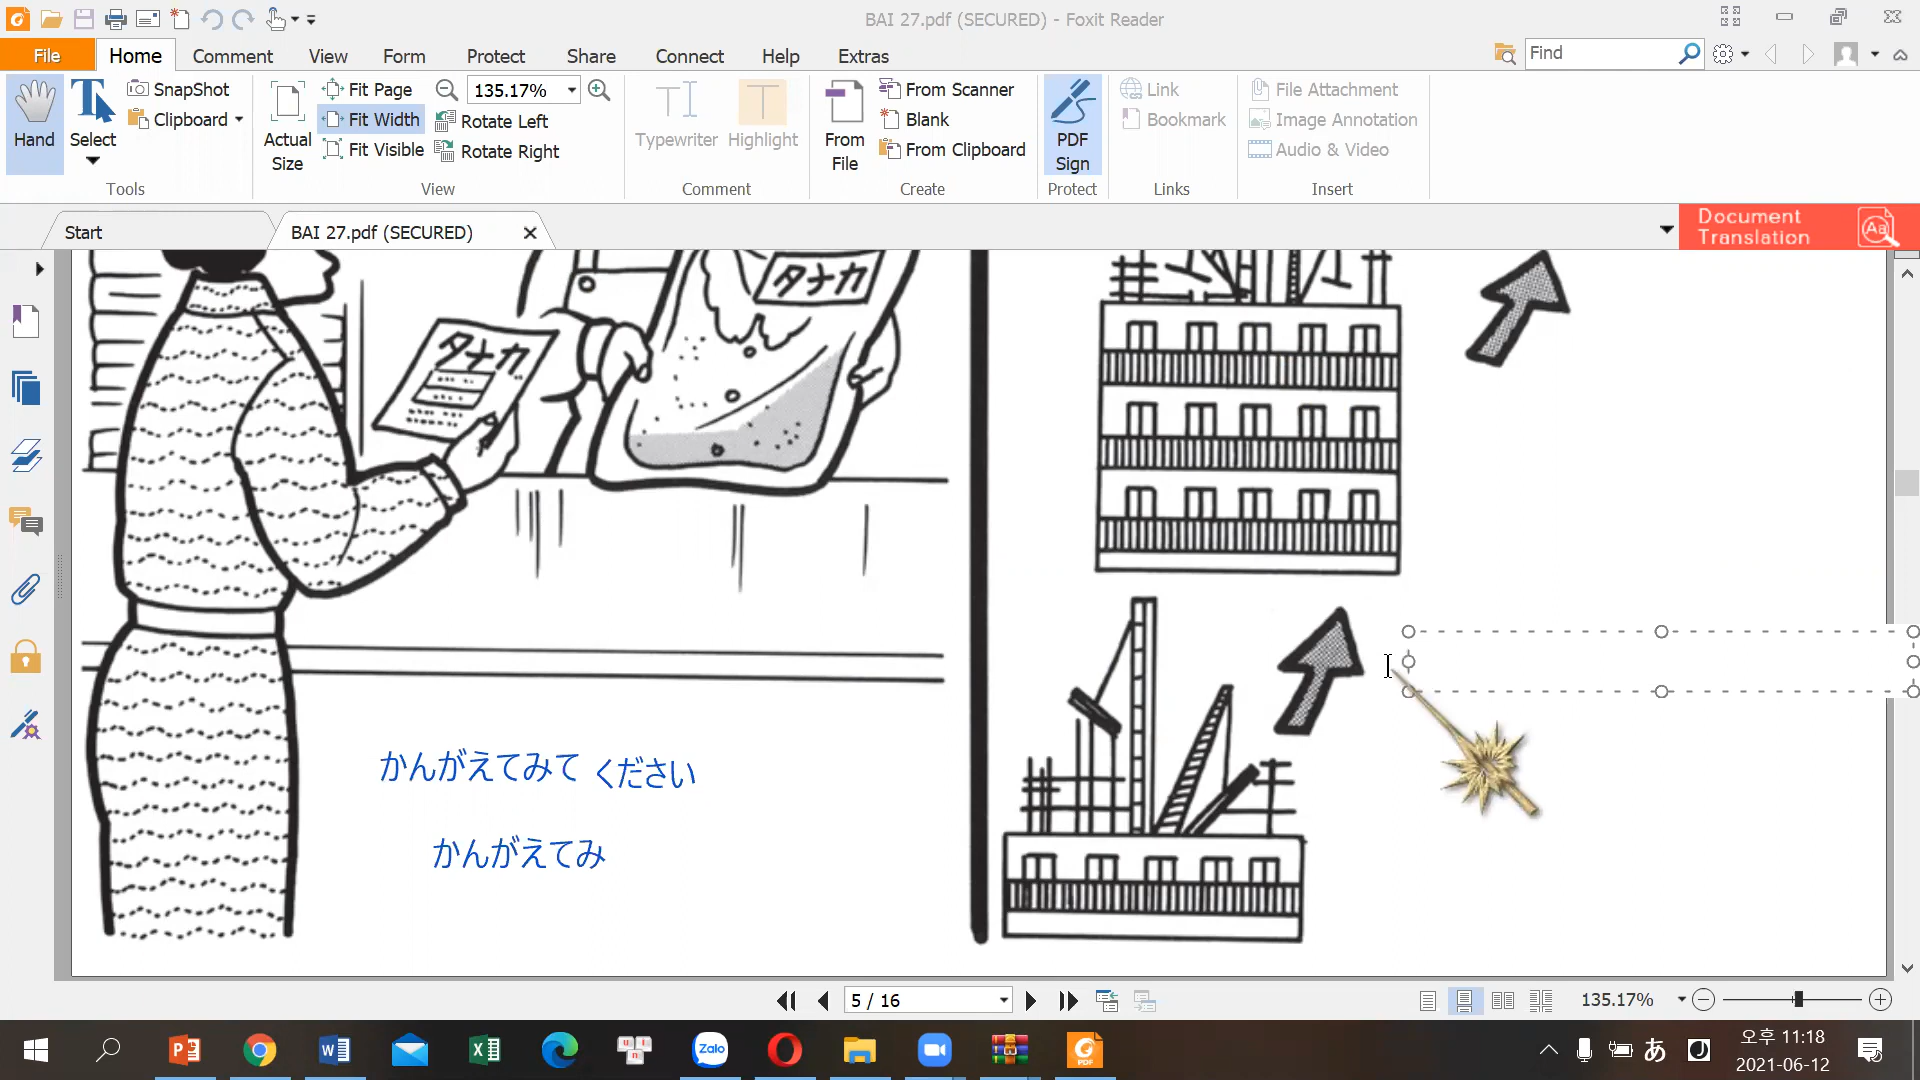 BAI 27.pdf (SECURED) - Foxit Reader
File Home Comment View Form Protect Share Connect Help Extras
Find
Hand
Select
SnapShot
Clipboard
Tools
Actual Size
Fit Page
Fit Width
Fit Visible
135.17%
Rotate Left
Rotate Right
View
Typewriter
Highlight
Comment
From File
From Scanner
Blank
From Clipboard
Create
PDF Sign
Protect
Link
Bookmark
Links
File Attachment
Image Annotation
Audio & Video
Insert
Start
BAI 27.pdf (SECURED)
Document Translation
タナカ
タナカ
かんがえてみて ください
かんがえてみ
5 / 16
135.17%
Zalo
PDF
あ
오후 11:18
2021-06-12